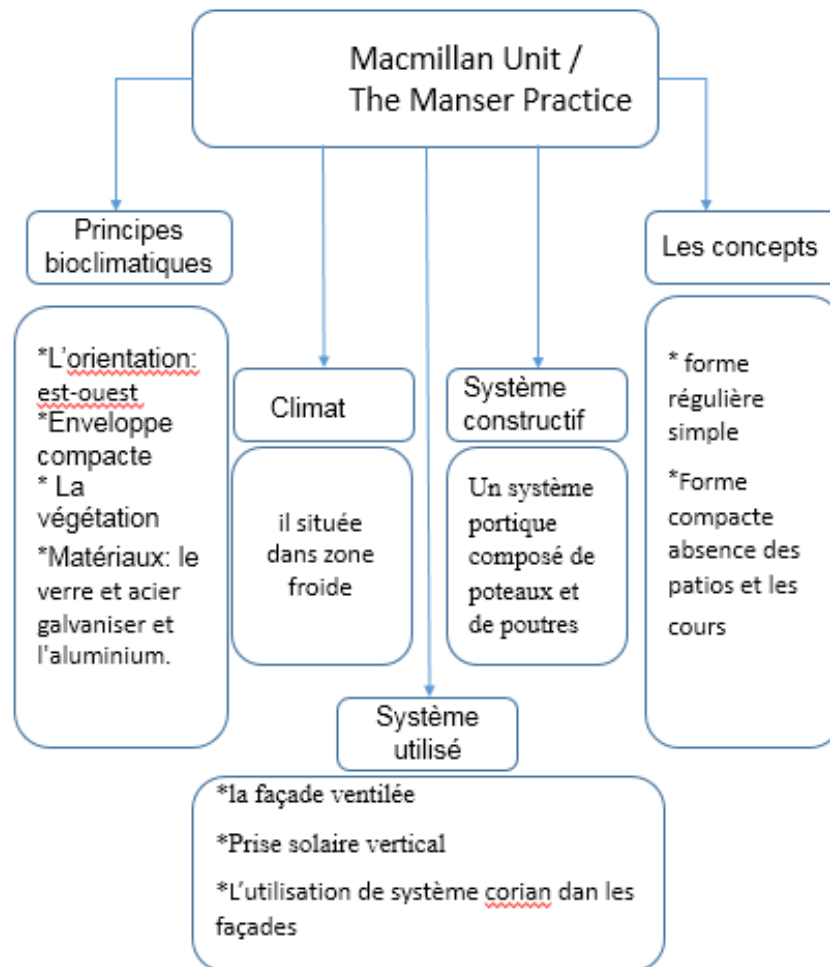 Macmillan Unit /
The Manser Practice
Principes
bioclimatiques
*L'orientation:
est-ouest
*Enveloppe
compacte
* La
végétation
*Matériaux: le
verre et acier
galvaniser et
l'aluminium.
Climat
il située
dans zone
froide
Système
constructif
Un système
portique
composé de
poteaux et
de poutres
Les concepts
* forme
régulière
simple
*Forme
compacte
absence des
patios et les
cours
Système
utilisé
*la façade ventilée
*Prise solaire vertical
*L'utilisation de système corian dan les
façades